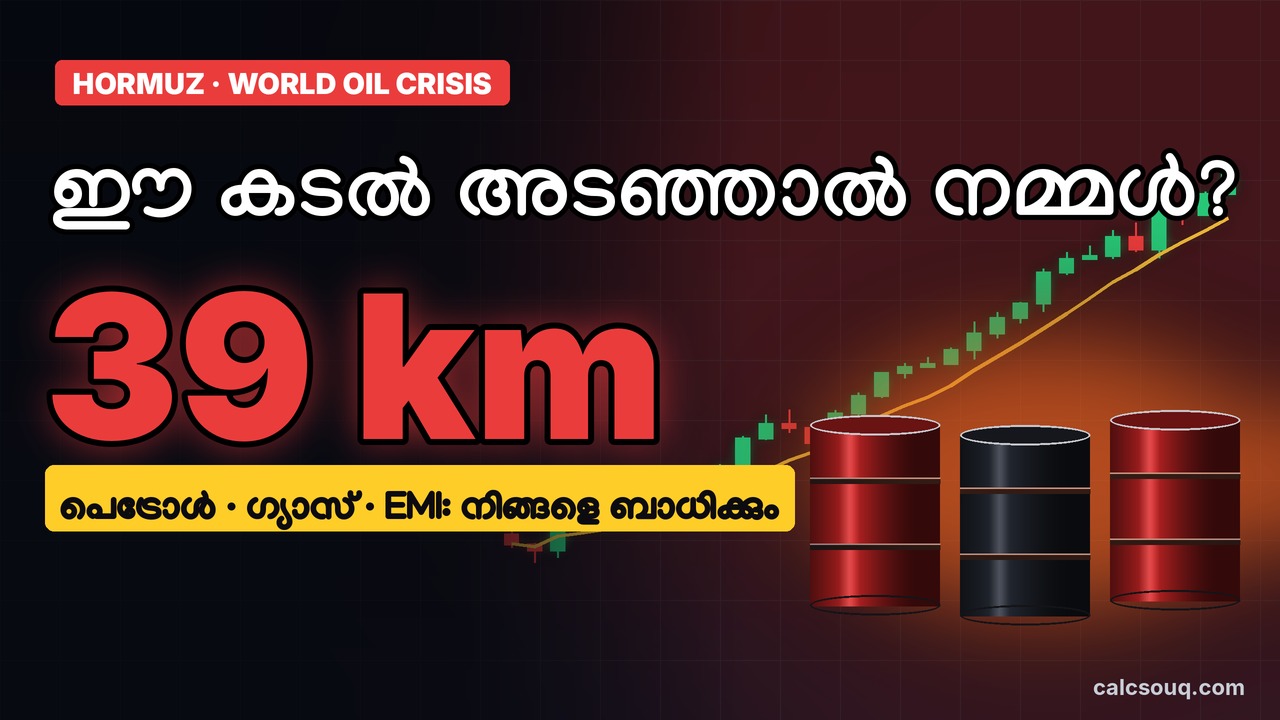 HORMUZ · WORLD OIL CRISIS
ഈ കടൽ അടഞ്ഞാൽ നമ്മൾ?
39 km
പെട്രോൾ · ഗ്യാസ് · EMI: നിങ്ങളെ ബാധിക്കും
calcsouq.com